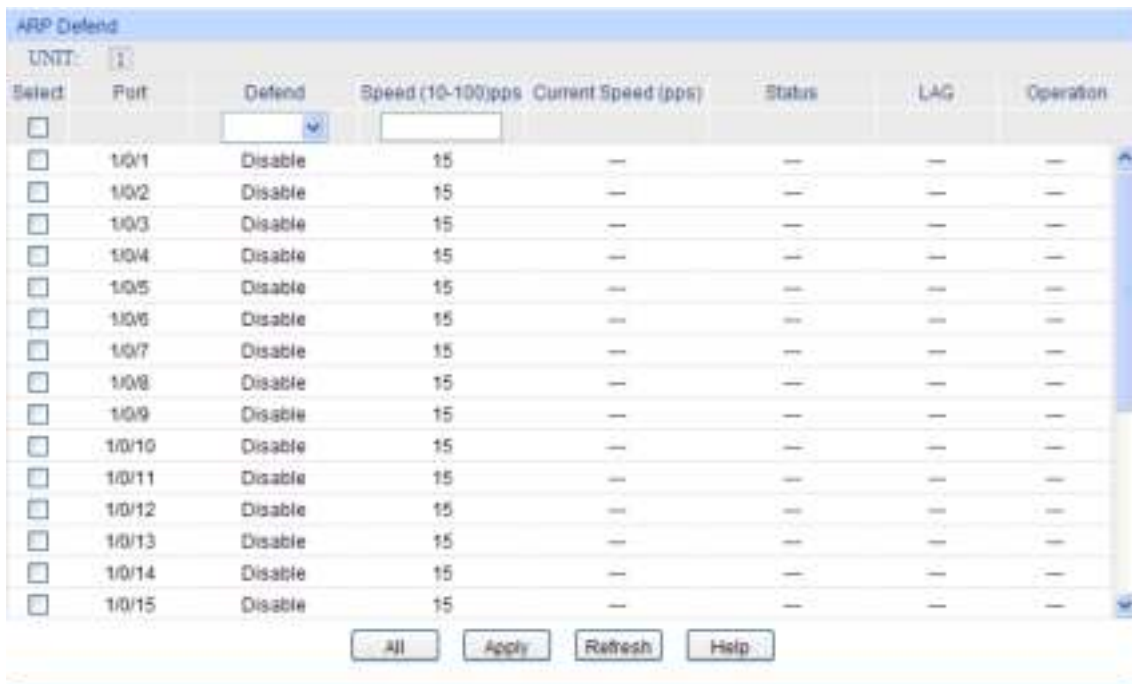 ARP Defend
UNIT: 1
Select Port Defend Speed (10-100)pps Current Speed (pps) Status LAG Operation
1/0/1 Disable 15 --- --- --- ---
1/0/2 Disable 15 --- --- --- ---
1/0/3 Disable 15 --- --- --- ---
1/0/4 Disable 15 --- --- --- ---
1/0/5 Disable 15 --- --- --- ---
1/0/6 Disable 15 --- --- --- ---
1/0/7 Disable 15 --- --- --- ---
1/0/8 Disable 15 --- --- --- ---
1/0/9 Disable 15 --- --- --- ---
1/0/10 Disable 15 --- --- --- ---
1/0/11 Disable 15 --- --- --- ---
1/0/12 Disable 15 --- --- --- ---
1/0/13 Disable 15 --- --- --- ---
1/0/14 Disable 15 --- --- --- ---
1/0/15 Disable 15 --- --- --- ---
All Apply Refresh Help